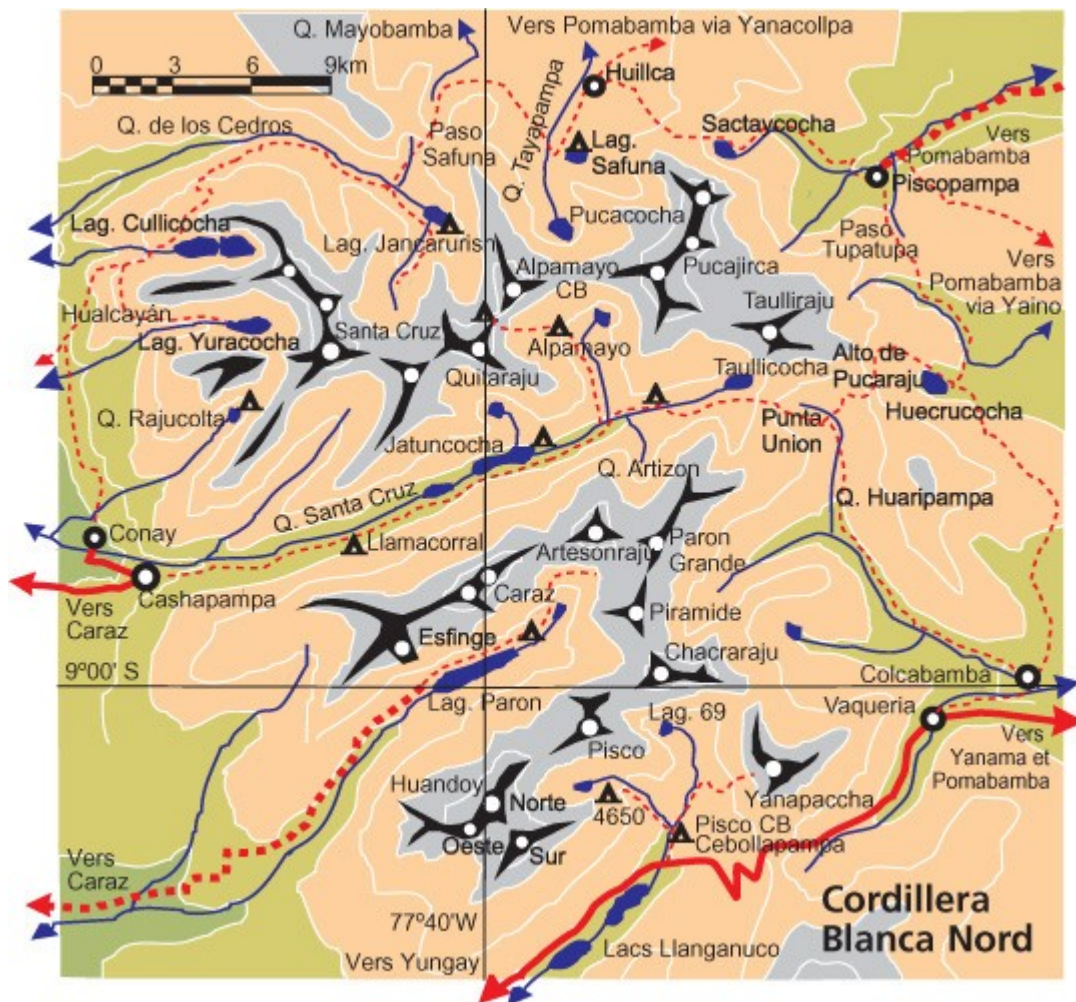 Q. Mayobamba
Vers Pomabamba via Yanacollpa
0 3 6 9km
Huillca
Q. de los Cedros
Paso
Safuna
Q. Tayapampa
Lag.
Safuna
Sactaycocha
Vers
Pomabamba
Piscopampa
Lag. Cullicocha
Lag. Jancarurish
Pucacocha
Paso
Tupatupa
Pucajirca
Alpamayo
CB
Vers
Pomabamba
via Yaino
Hualcayán
Santa Cruz
Taulliraju
Lag. Yuracocha
Alpamayo
Quitaraju
Taullicocha
Alto de
Pucaraju
Q. Rajucolta
Huecrucocha
Jatuncocha
Punta
Union
Q. Artizon
Q. Santa Cruz
Q. Huaripampa
Conay
Llamacorral
Artesonraju
Paron
Grande
Cashapampa
Vers
Caraz
Caraz
Piramide
Esfinge
Chacraraju
9º00' S
Colcabamba
Lag. Paron
Lag. 69
Vaqueria
Pisco
Vers
Yanama et
Pomabamba
Huandoy
Norte
4650
Yanapaccha
Oeste
Sur
Pisco CB
Cebollapampa
Vers
Caraz
77º40'W
Cordillera
Blanca Nord
Lacs Llanganuco
Vers Yungay